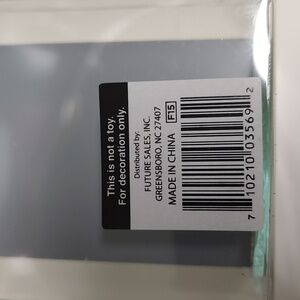 This is not a toy.
For decoration only.
Distributed by:
FUTURE SALES, INC.
GREENSBORO, NC 27407
MADE IN CHINA F15
7 10210 03569 2